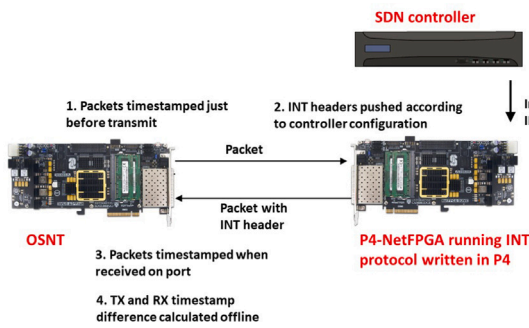 SDN controller
1. Packets timestamped just
before transmit
2. INT headers pushed according
to controller configuration
Packet
Packet with
INT header
OSNT
P4-NetFPGA running INT
protocol written in P4
3. Packets timestamped when
received on port
4. TX and RX timestamp
difference calculated offline